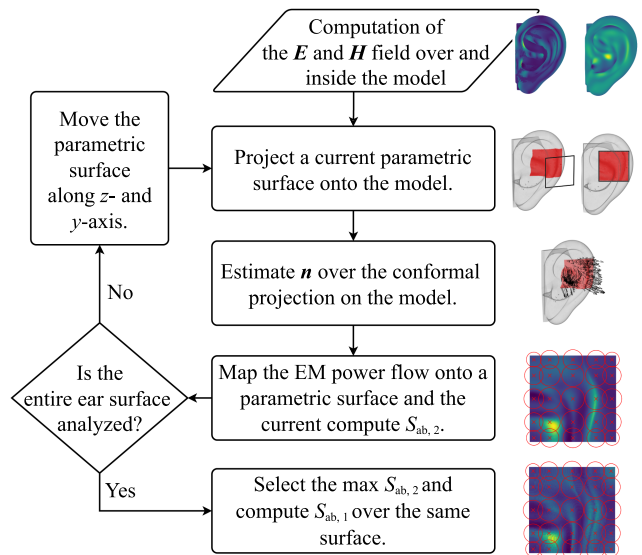 Computation of
the E and H field over and
inside the model
Move the
parametric
surface
along z- and
y-axis.
Project a current parametric
surface onto the model.
Estimate n over the conformal
projection on the model.
No
Is the
entire ear surface
analyzed?
Map the EM power flow onto a
parametric surface and the
current compute Sab, 2.
Yes
Select the max Sab, 2 and
compute Sab, 1 over the same
surface.